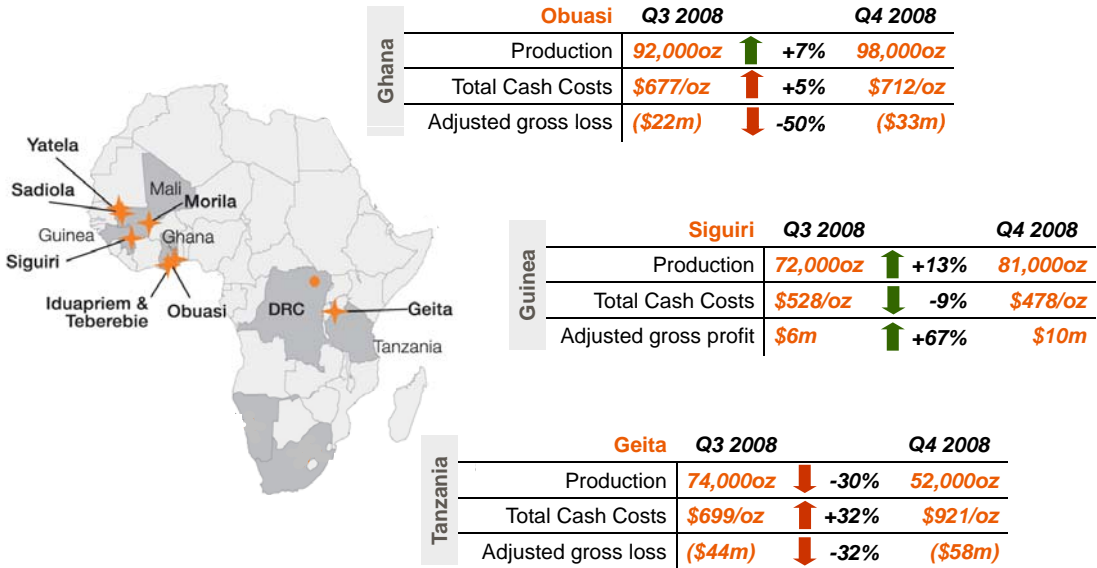 Ghana
Obuasi Q3 2008 Q4 2008
Production 92,000oz +7% 98,000oz
Total Cash Costs $677/oz +5% $712/oz
Adjusted gross loss ($22m) -50% ($33m)
Yatela
Sadiola
Mali
Morila
Guinea
Ghana
Siguiri
Iduapriem &
Teberebie
Obuasi
DRC
Geita
Tanzania
Guinea
Siguiri Q3 2008 Q4 2008
Production 72,000oz +13% 81,000oz
Total Cash Costs $528/oz -9% $478/oz
Adjusted gross profit $6m +67% $10m
Tanzania
Geita Q3 2008 Q4 2008
Production 74,000oz -30% 52,000oz
Total Cash Costs $699/oz +32% $921/oz
Adjusted gross loss ($44m) -32% ($58m)